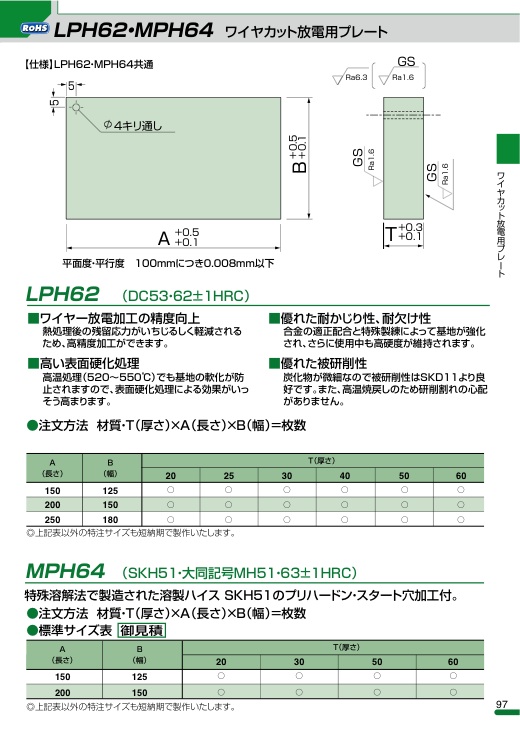 RoHS LPH62・MPH64 ワイヤカット放電用プレート
【仕様】LPH62・MPH64共通
5
5
φ4キリ通し
B +0.5 +0.1
A +0.5 +0.1
GS
Ra6.3 ( Ra1.6 )
GS
Ra1.6
GS
Ra1.6
T +0.3 +0.1
平面度・平行度 100mmにつき0.008mm以下
ワイヤカット放電用プレート
LPH62 (DC53・62±1HRC)
■ワイヤー放電加工の精度向上
熱処理後の残留応力がいちじるしく軽減される
ため、高精度加工ができます。
■高い表面硬化処理
高温処理(520〜550℃)でも基地の軟化が防
止されますので、表面硬化処理による効果がいっ
そう高まります。
■優れた耐かじり性、耐欠け性
合金の適正配合と特殊製練によって基地が強化
され、さらに使用中も高硬度が維持されます。
■優れた被研削性
炭化物が微細なので被研削性はSKD11より良
好です。また、高温焼戻しのため研削割れの心配
がありません。
●注文方法 材質・T(厚さ)×A(長さ)×B(幅)=枚数
A (長さ) B (幅) T(厚さ)
20 25 30 40 50 60
150 125 ○ ○ ○ ○ ○ ○
200 150 ○ ○ ○ ○ ○ ○
250 180 ○ ○ ○ ○ ○ ○
◎上記表以外の特注サイズも短納期で製作いたします。
MPH64 (SKH51・大同記号MH51・63±1HRC)
特殊溶解法で製造された溶製ハイス SKH51のプリハードン・スタート穴加工付。
●注文方法 材質・T(厚さ)×A(長さ)×B(幅)=枚数
●標準サイズ表 御見積
A (長さ) B (幅) T(厚さ)
20 30 50 60
150 125 ○ ○ ○ ○
200 150 ○ ○ ○ ○
◎上記表以外の特注サイズも短納期で製作いたします。
97